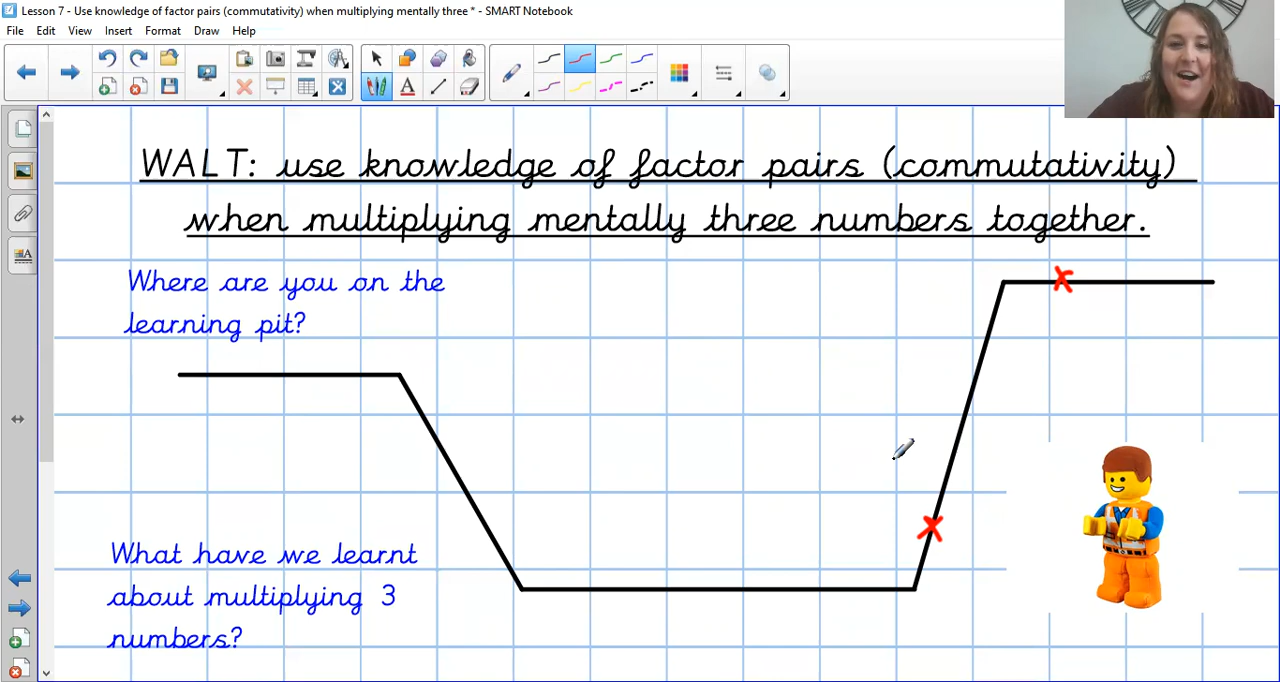 Lesson 7 - Use knowledge of factor pairs (commutativity) when multiplying mentally three * - SMART Notebook
File Edit View Insert Format Draw Help
WALT: use knowledge of factor pairs (commutativity)
when multiplying mentally three numbers together.
Where are you on the
learning pit?
What have we learnt
about multiplying 3
numbers?